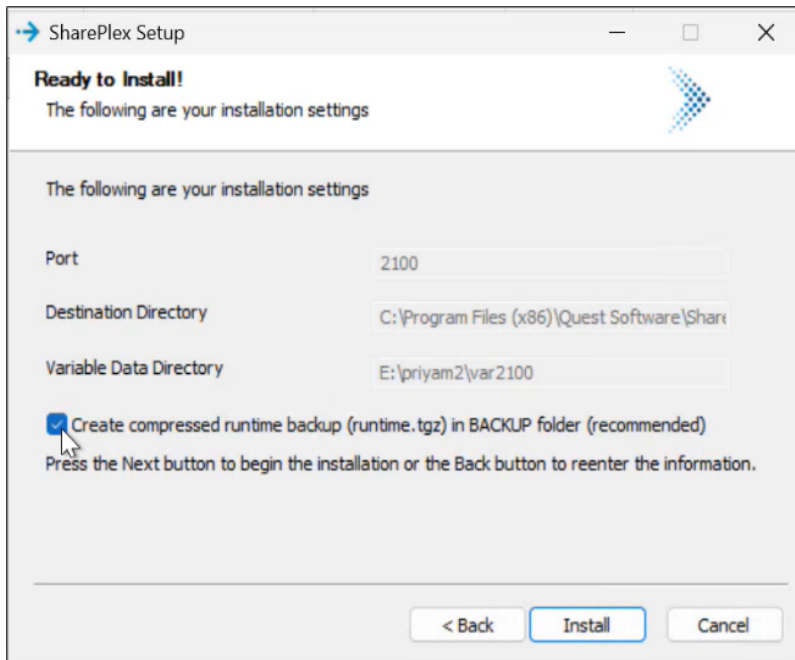 SharePlex Setup
Ready to Install!
The following are your installation settings
The following are your installation settings
Port
2100
Destination Directory
C:\Program Files (x86)\Quest Software\Share
Variable Data Directory
E:\priyam2\var2100
Create compressed runtime backup (runtime.tgz) in BACKUP folder (recommended)
Press the Next button to begin the installation or the Back button to reenter the information.
< Back
Install
Cancel